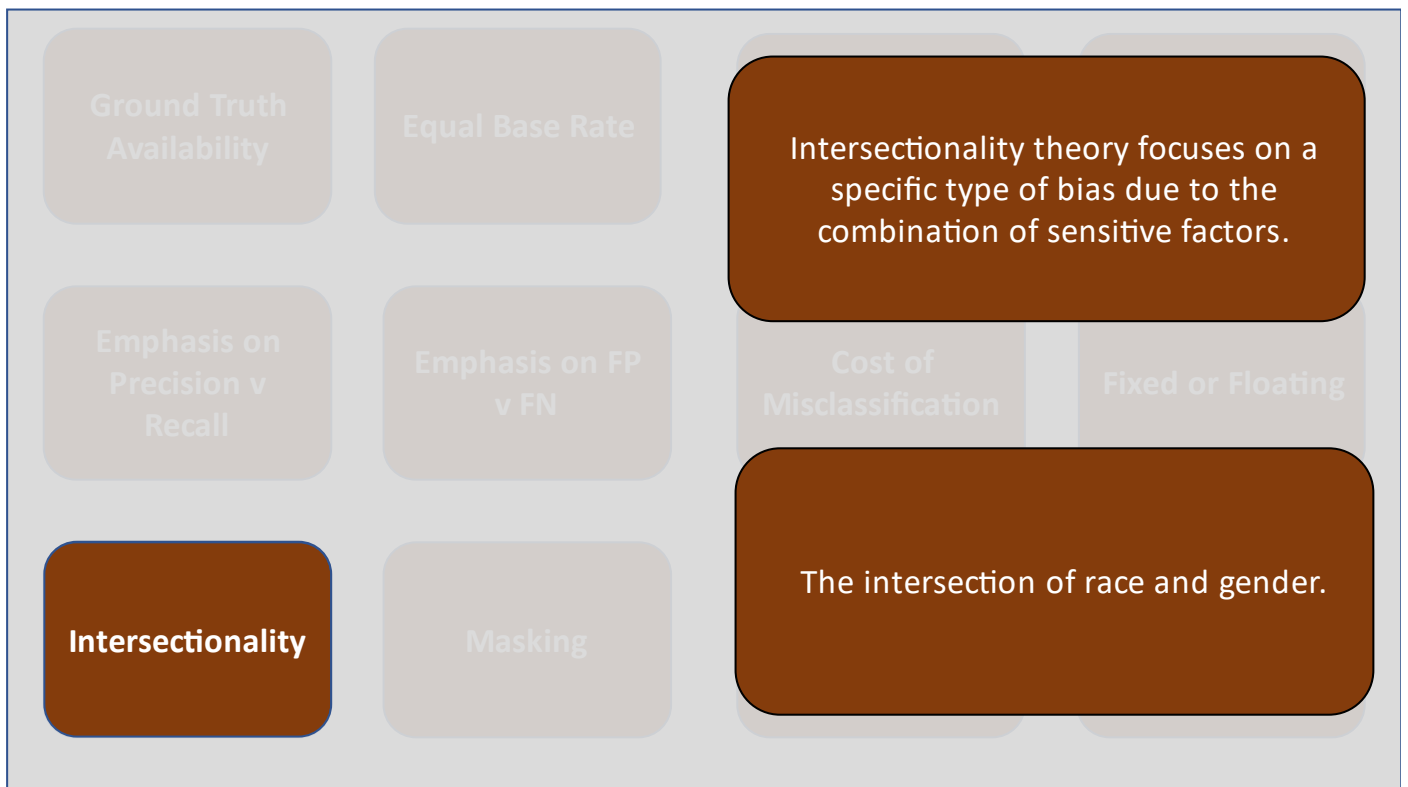 Ground Truth
Availability
Equal Base Rate
Intersectionality theory focuses on a
specific type of bias due to the
combination of sensitive factors.
Emphasis on
Precision v
Recall
Emphasis on FP
v FN
Cost of
Misclassification
Fixed or Floating
Intersectionality
Masking
The intersection of race and gender.